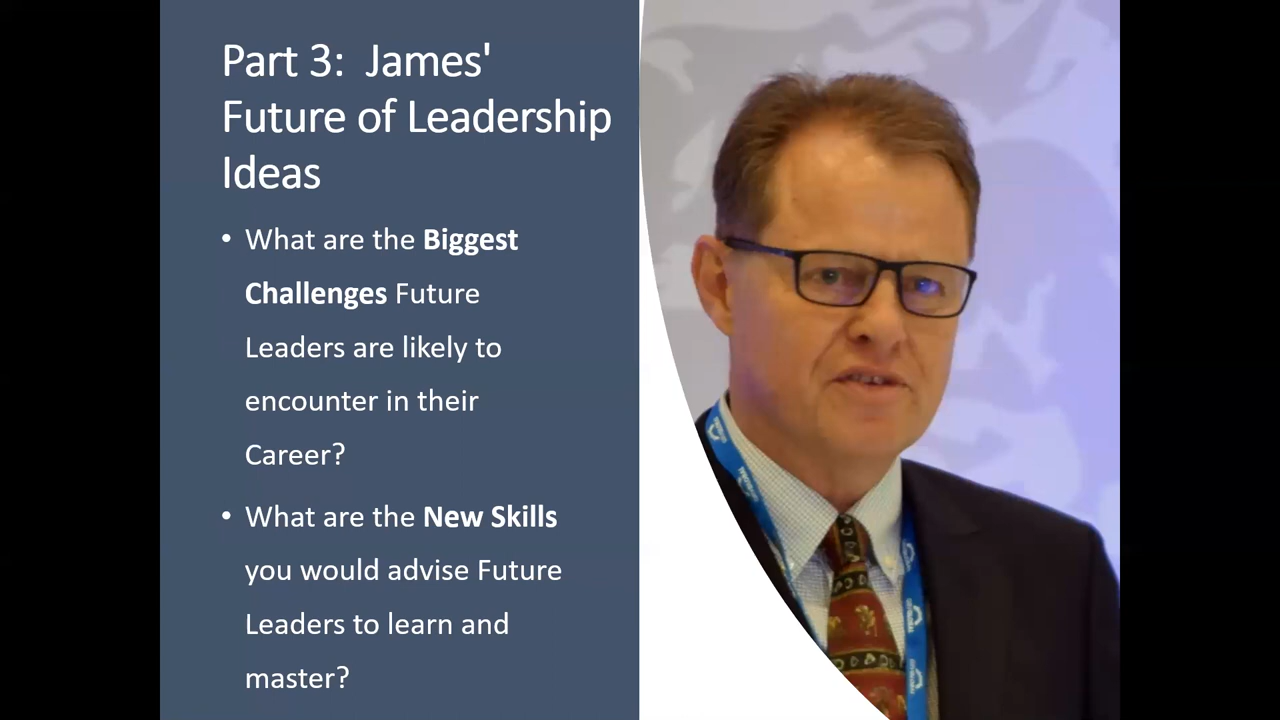 Part 3:  James'
Future of Leadership
Ideas
• What are the Biggest
Challenges Future
Leaders are likely to
encounter in their
Career?
• What are the New Skills
you would advise Future
Leaders to learn and
master?